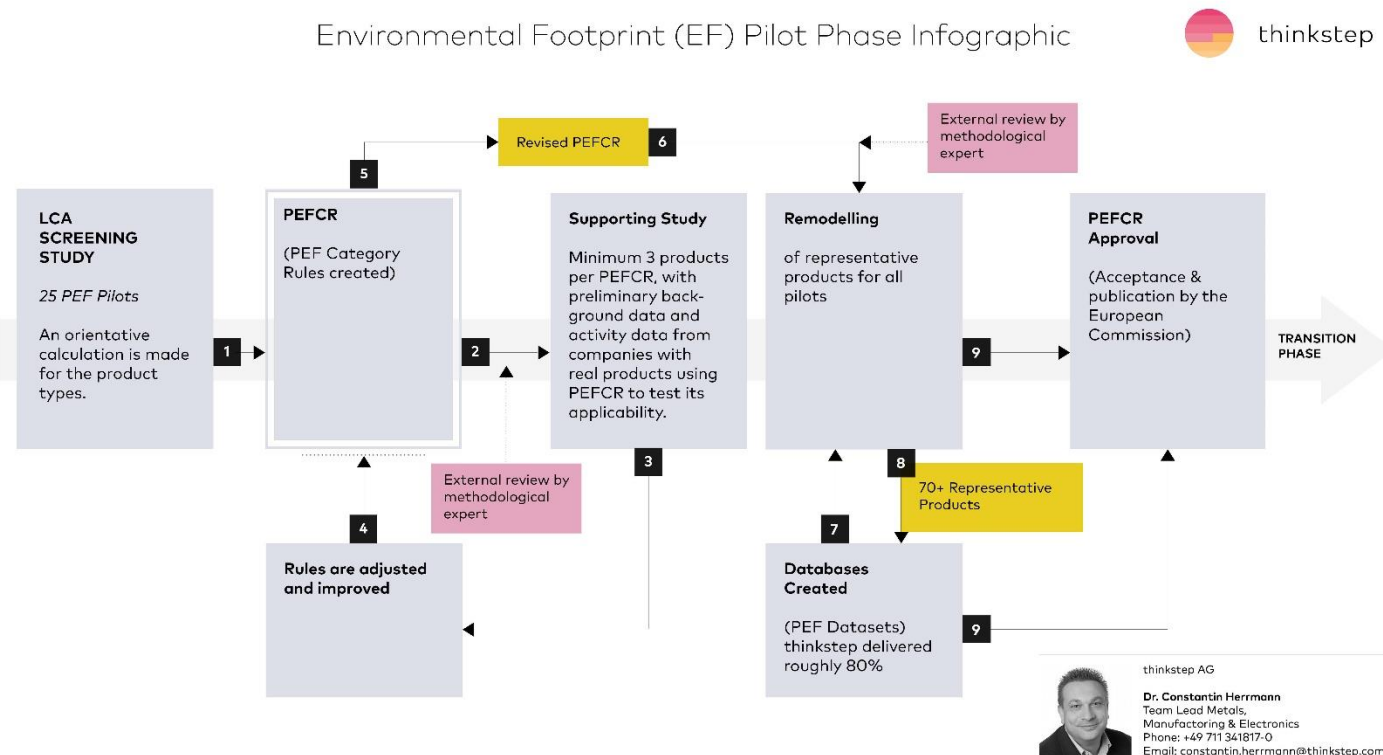 Environmental Footprint (EF) Pilot Phase Infographic
thinkstep
External review by
methodological
expert
Revised PEFCR
6
5
LCA
SCREENING
STUDY
25 PEF Pilots
An orientative
calculation is made
for the product
types.
1
PEFCR
(PEF Category
Rules created)
2
Supporting Study
Minimum 3 products
per PEFCR, with
preliminary back-
ground data and
activity data from
companies with
real products using
PEFCR to test its
applicability.
Remodelling
of representative
products for all
pilots
9
PEFCR
Approval
(Acceptance &
publication by the
European
Commission)
TRANSITION
PHASE
3
External review by
methodological
expert
8
70+ Representative
Products
4
Rules are adjusted
and improved
7
Databases
Created
(PEF Datasets)
thinkstep delivered
roughly 80%
9
thinkstep AG
Dr. Constantin Herrmann
Team Lead Metals,
Manufactoring & Electronics
Phone: +49 711 341817-0
Email: constantin.herrmann@thinkstep.com